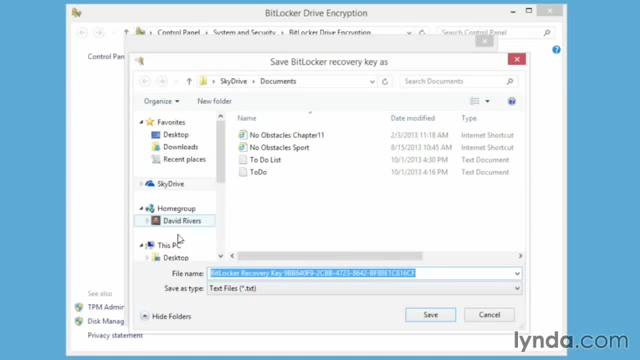 BitLocker Drive Encryption
Control Panel
System and Security
BitLocker Drive Encryption
Control Pan
Save BitLocker recovery key as
SkyDrive
Documents
Search Documents
Organize
New folder
Name
Date modified
Type
Favorites
Desktop
Downloads
Recent places
SkyDrive
Homegroup
David Rivers
This PC
Desktop
No Obstacles Chapter11
2/3/2013 11:18 AM
Internet Shortcut
No Obstacles Sport
8/15/2013 10:45 AM
Internet Shortcut
To Do List
10/1/2013 4:30 PM
Text Document
ToDo
10/1/2013 4:16 PM
Text Document
File name:
BitLocker Recovery Key
Save as type:
Text Files (*.txt)
Hide Folders
Save
Cancel
See also
TPM Admin
Disk Manag
Privacy statement
lynda.com